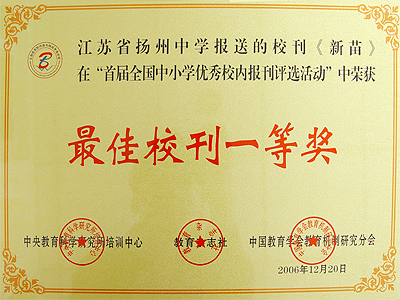 江苏省扬州中学报送的校刊《新苗》
在“首届全国中小学优秀校内报刊评选活动”中荣获
最佳校刊一等奖
中央教育科学研究所培训中心 教育杂志社 中国教育学会教育机制研究分会
2006年12月20日